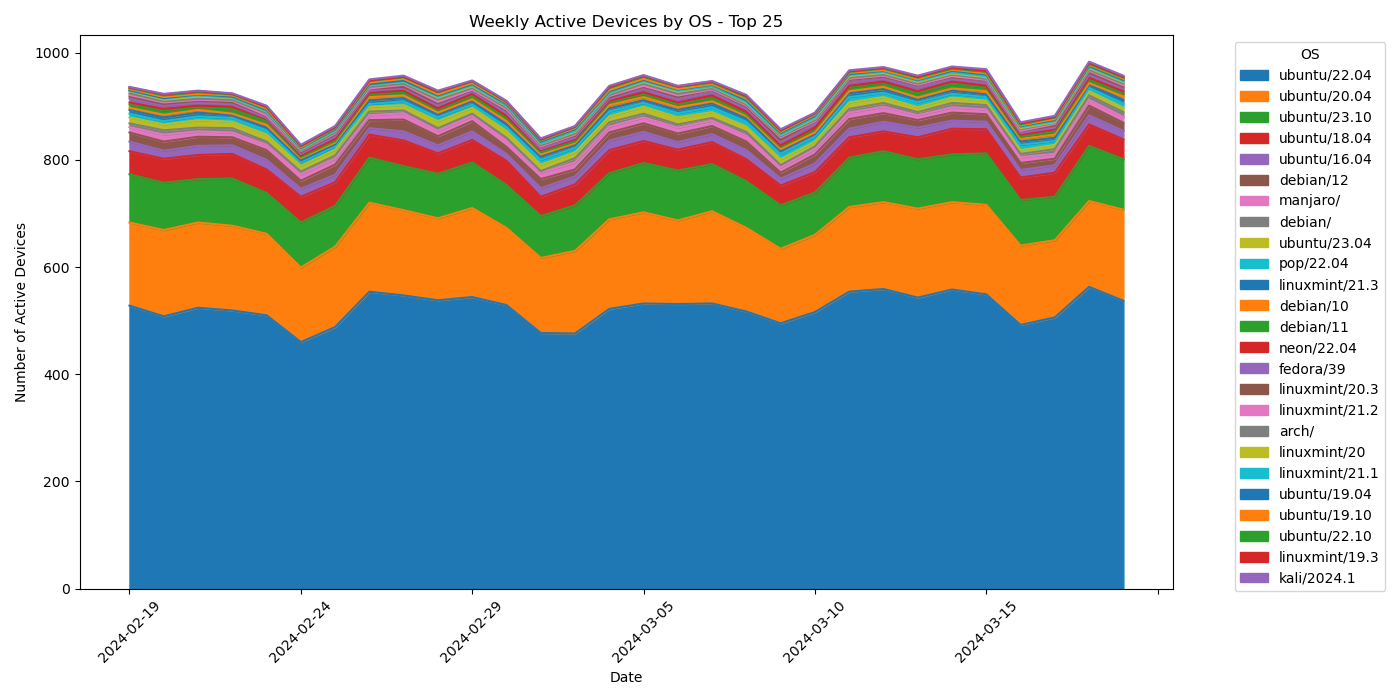 Weekly Active Devices by OS - Top 25
Number of Active Devices
1000
800
600
400
200
0
2024-02-19
2024-02-24
2024-02-29
2024-03-05
2024-03-10
2024-03-15
Date
OS
ubuntu/22.04
ubuntu/20.04
ubuntu/23.10
ubuntu/18.04
ubuntu/16.04
debian/12
manjaro/
debian/
ubuntu/23.04
pop/22.04
linuxmint/21.3
debian/10
debian/11
neon/22.04
fedora/39
linuxmint/20.3
linuxmint/21.2
arch/
linuxmint/20
linuxmint/21.1
ubuntu/19.04
ubuntu/19.10
ubuntu/22.10
linuxmint/19.3
kali/2024.1